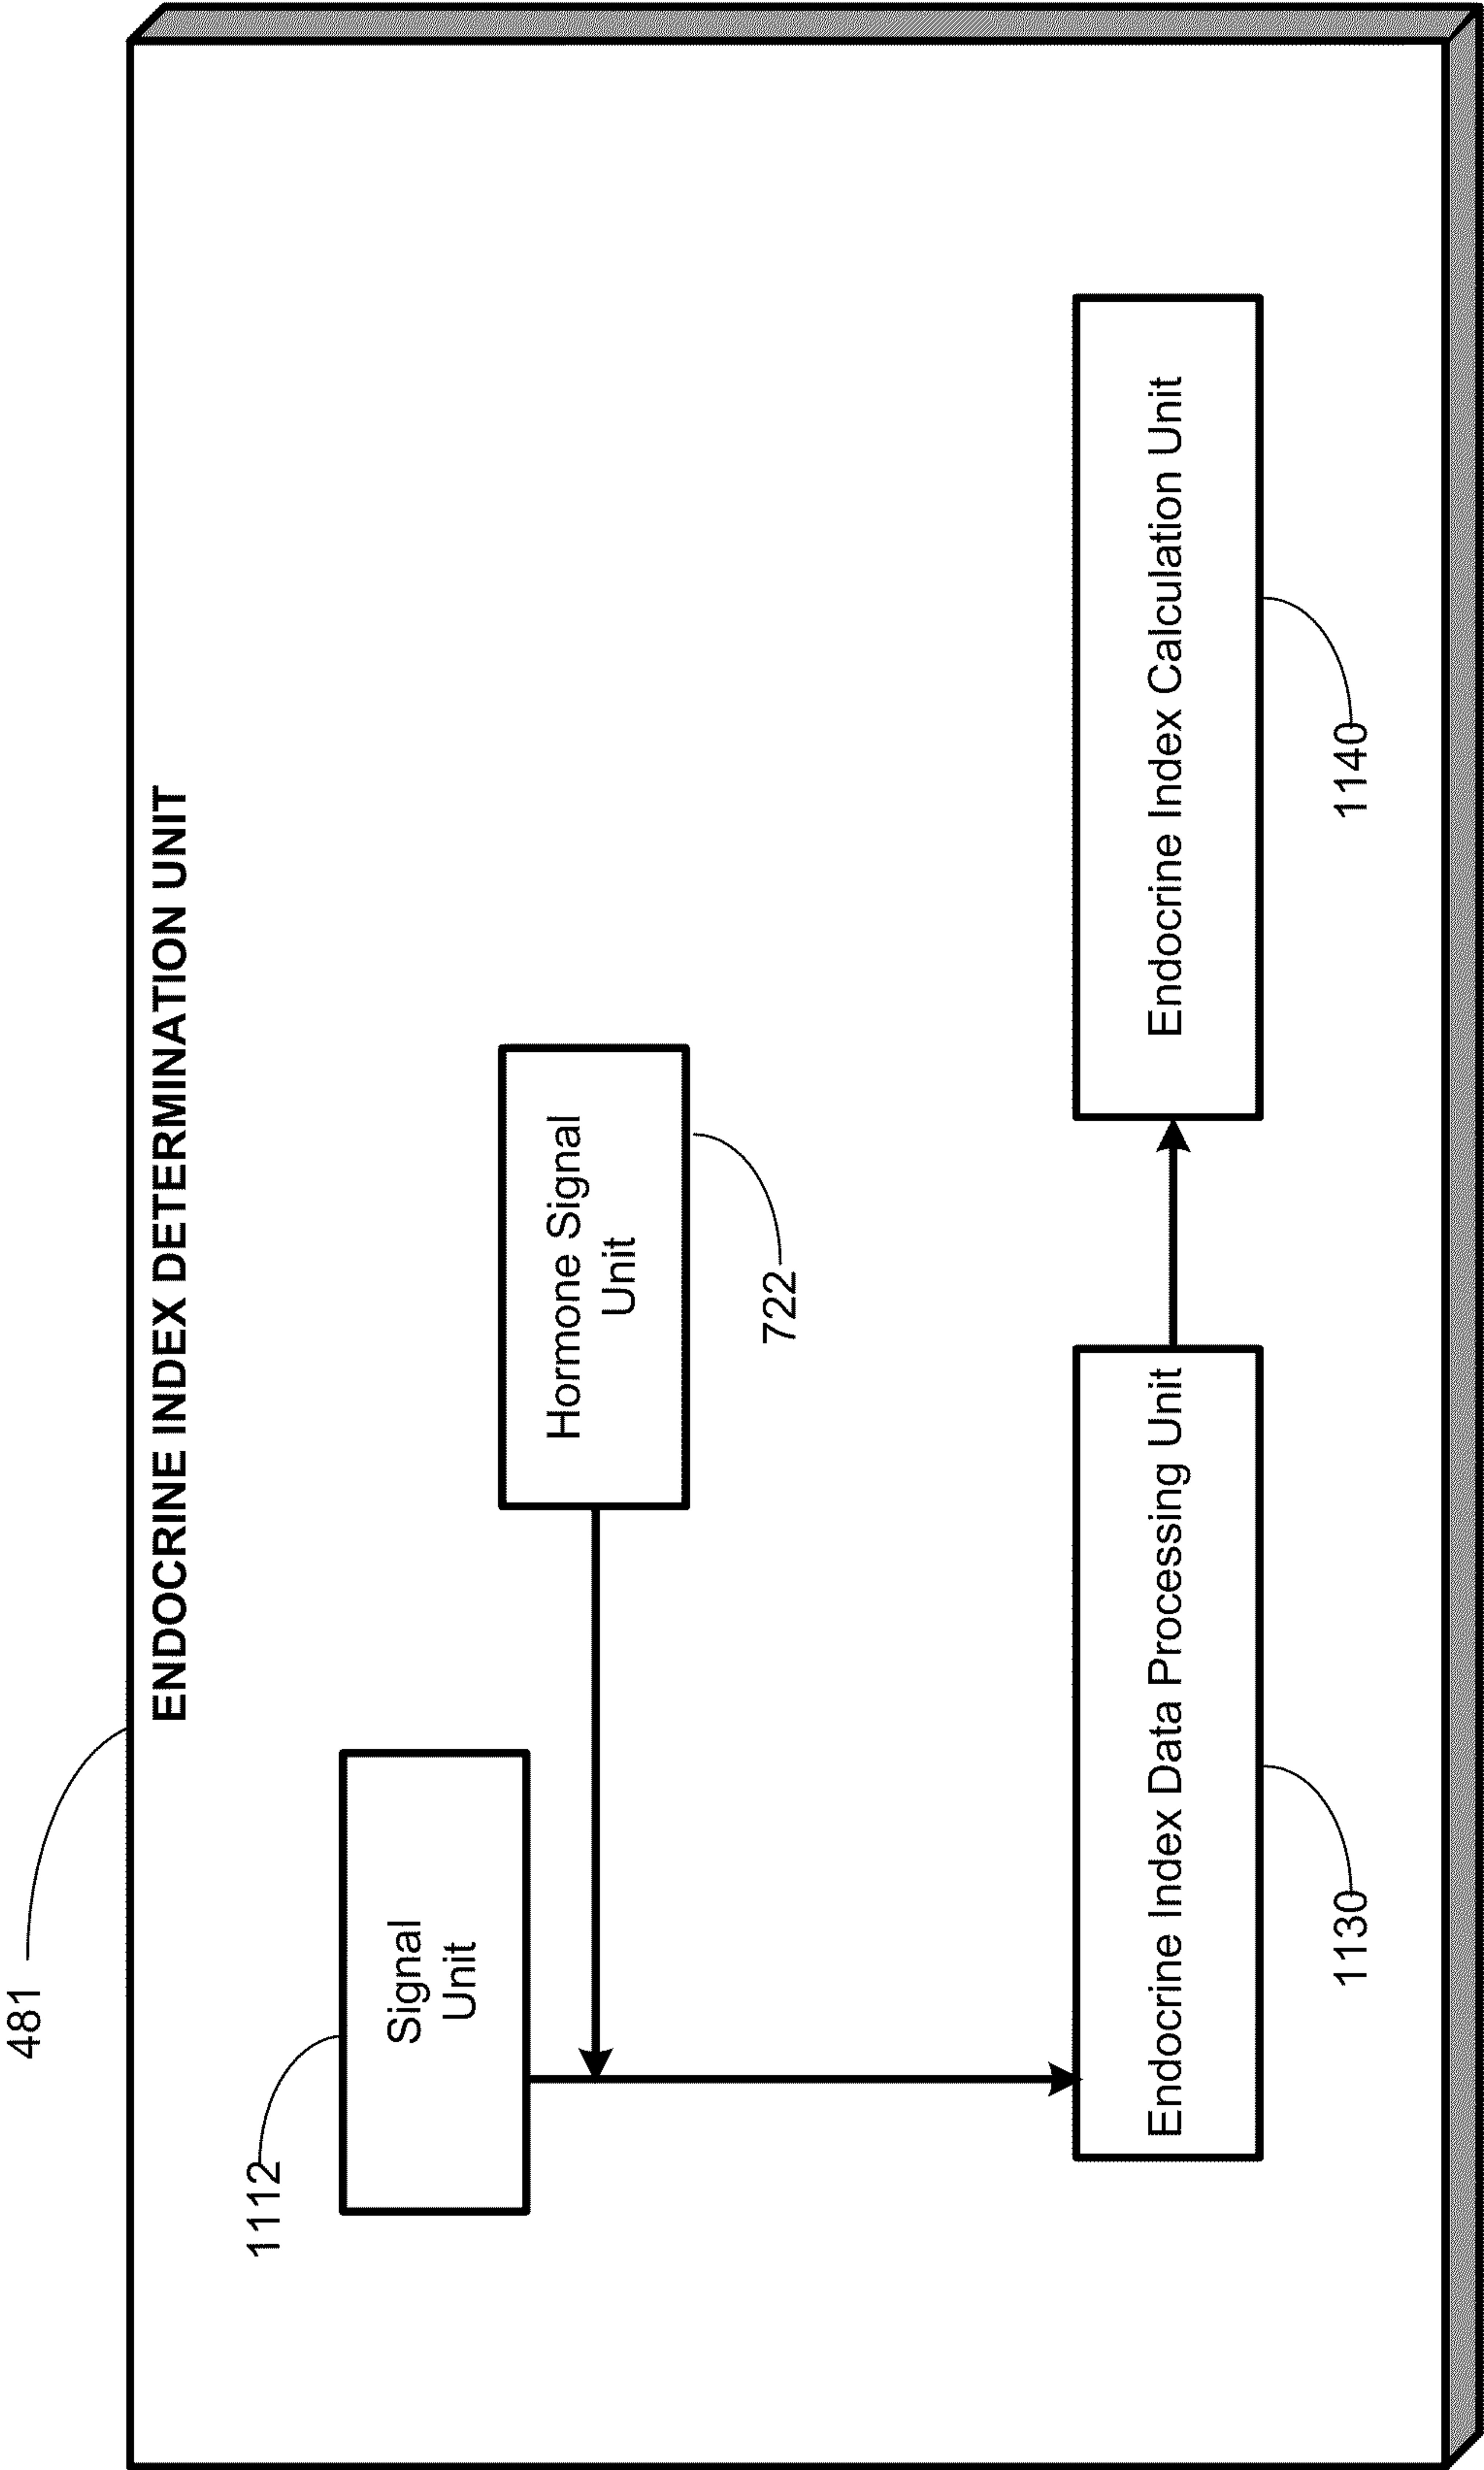 481
ENDOCRINE INDEX DETERMINATION UNIT
1112
Signal
Unit
Hormone Signal
Unit
722
Endocrine Index Data Processing Unit
Endocrine Index Calculation Unit
1130
1140